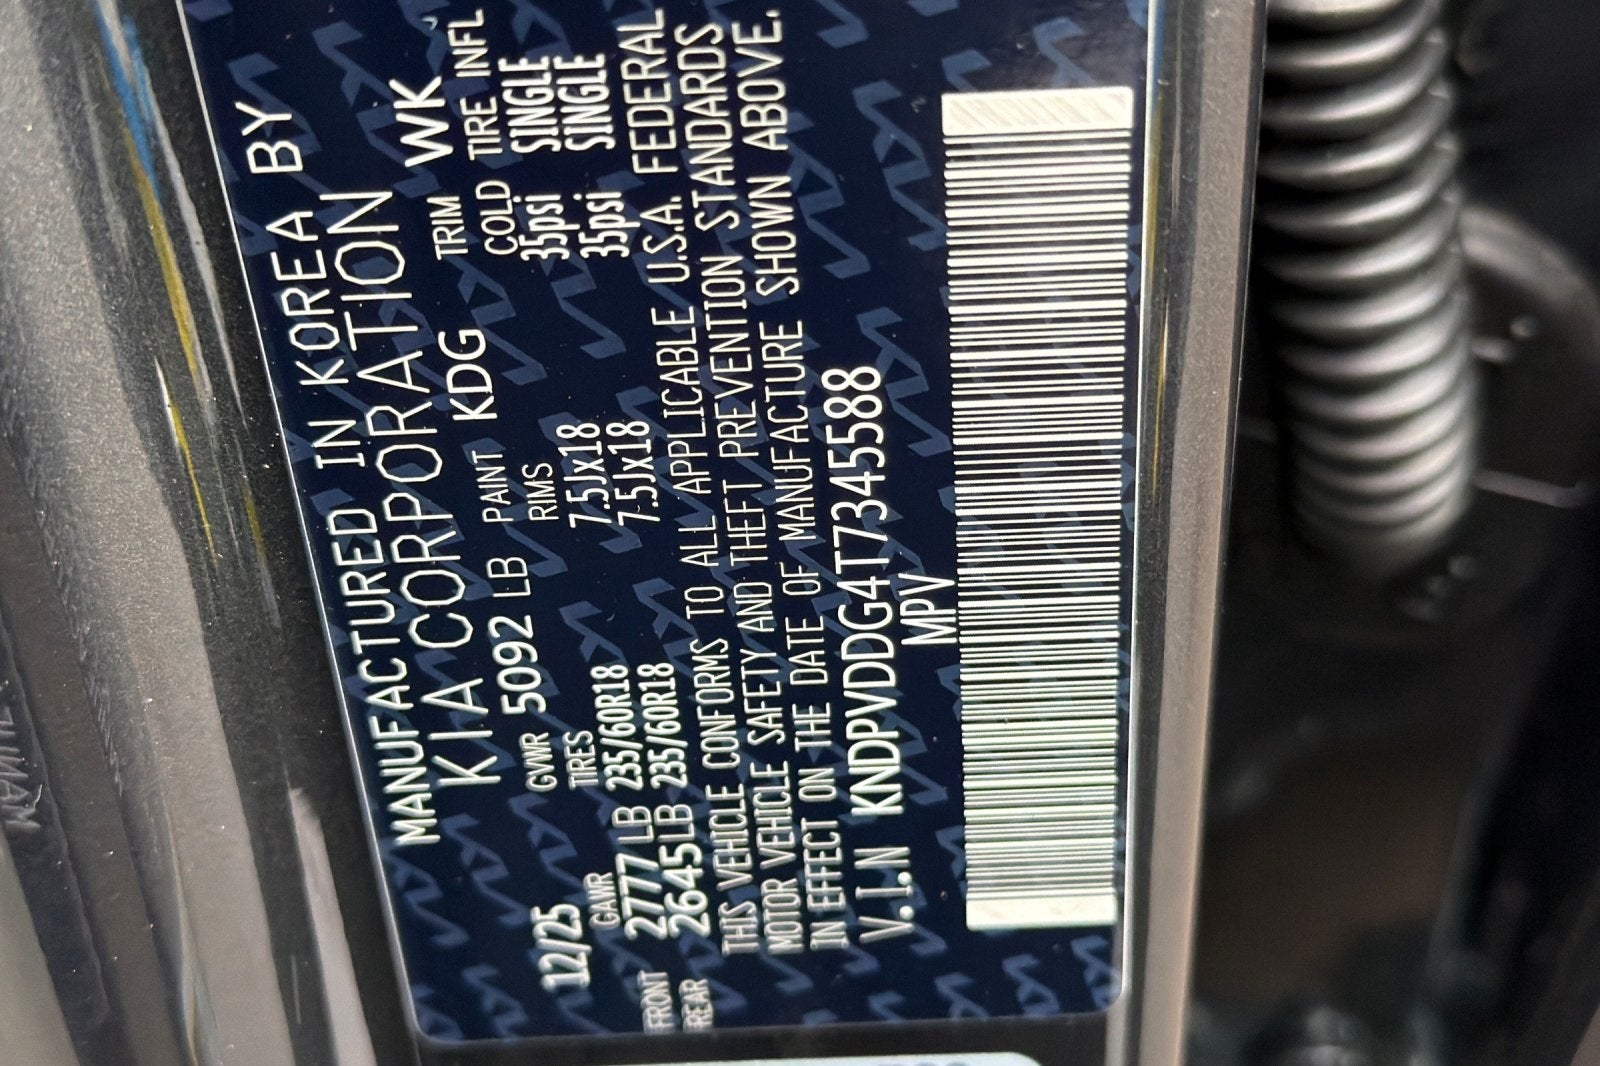 MANUFACTURED IN KOREA BY
KIA CORPORATION
12/25 GVWR 5092 LB PAINT KDG TRIM WK
GAWR TIRES RIMS COLD TIRE INFL
FRONT 2777 LB 235/60R18 7.5Jx18 35psi SINGLE
REAR 2645LB 235/60R18 7.5Jx18 35psi SINGLE
THIS VEHICLE CONFORMS TO ALL APPLICABLE U.S.A. FEDERAL
MOTOR VEHICLE SAFETY AND THEFT PREVENTION STANDARDS
IN EFFECT ON THE DATE OF MANUFACTURE SHOWN ABOVE.
V.I.N KNDPVDDG4T7345588
MPV